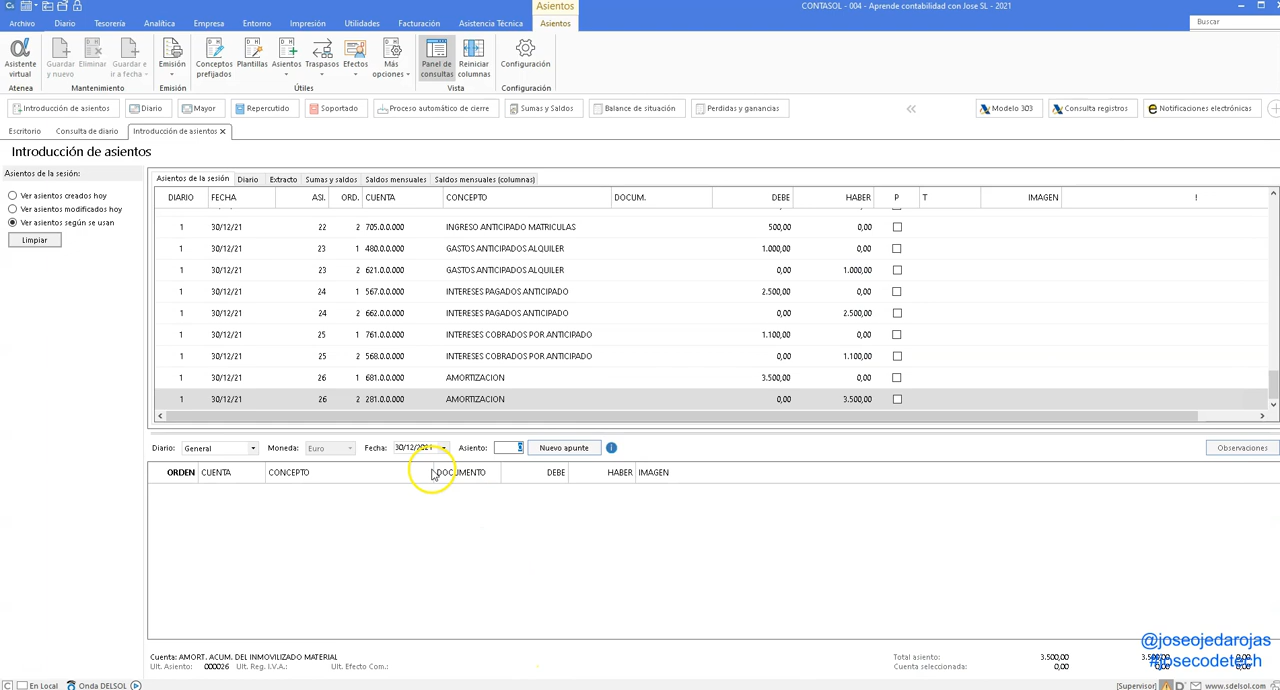 Asientos
CONTASOL - 004 - Aprende contabilidad con Jose SL - 2021
Archivo Diario Tesorería Analítica Empresa Entorno Impresión Utilidades Facturación Asistencia Técnica Asientos
Buscar
Asistente virtual
Guardar y nuevo
Eliminar
Guardar e ir a fecha
Emisión
Conceptos prefijados
Plantillas
Asientos
Traspasos
Efectos
Más opciones
Panel de consultas
Reiniciar columnas
Configuración
Atenea Mantenimiento Emisión Útiles Vista Configuración
Introducción de asientos Diario Mayor Repercutido Soportado Proceso automático de cierre Sumas y Saldos Balance de situación Perdidas y ganancias Modelo 303 Consulta registros Notificaciones electrónicas
Escritorio Consulta de diario Introducción de asientos
Introducción de asientos
Asientos de la sesión:
Ver asientos creados hoy
Ver asientos modificados hoy
Ver asientos según se usan
Limpiar
Asientos de la sesión Diario Extracto Sumas y saldos Saldos mensuales Saldos mensuales (columnas)
DIARIO FECHA ASI. ORD. CUENTA CONCEPTO DOCUM. DEBE HABER P T IMAGEN !
1 30/12/21 22 2 705.0.0.000 INGRESO ANTICIPADO MATRICULAS 500,00 0,00
1 30/12/21 23 1 480.0.0.000 GASTOS ANTICIPADOS ALQUILER 1.000,00 0,00
1 30/12/21 23 2 621.0.0.000 GASTOS ANTICIPADOS ALQUILER 0,00 1.000,00
1 30/12/21 24 1 567.0.0.000 INTERESES PAGADOS ANTICIPADO 2.500,00 0,00
1 30/12/21 24 2 662.0.0.000 INTERESES PAGADOS ANTICIPADO 0,00 2.500,00
1 30/12/21 25 1 761.0.0.000 INTERESES COBRADOS POR ANTICIPADO 1.100,00 0,00
1 30/12/21 25 2 568.0.0.000 INTERESES COBRADOS POR ANTICIPADO 0,00 1.100,00
1 30/12/21 26 1 681.0.0.000 AMORTIZACION 3.500,00 0,00
1 30/12/21 26 2 281.0.0.000 AMORTIZACION 0,00 3.500,00
Diario: General Moneda: Euro Fecha: 30/12/2021 Asiento: 0 Nuevo apunte Observaciones
ORDEN CUENTA CONCEPTO DOCUMENTO DEBE HABER IMAGEN
@joseojedarojas
Cuenta: AMORT. ACUM. DEL INMOVILIZADO MATERIAL Total asiento: 3.500,00 3.500,00 0,00
Ult. Asiento: 000026 Ult. Reg. I.V.A.: Ult. Efecto Com.: Cuenta seleccionada: 0,00
#josecodetech
En Local Onda DELSOL [Supervisor] www.sdelsol.com